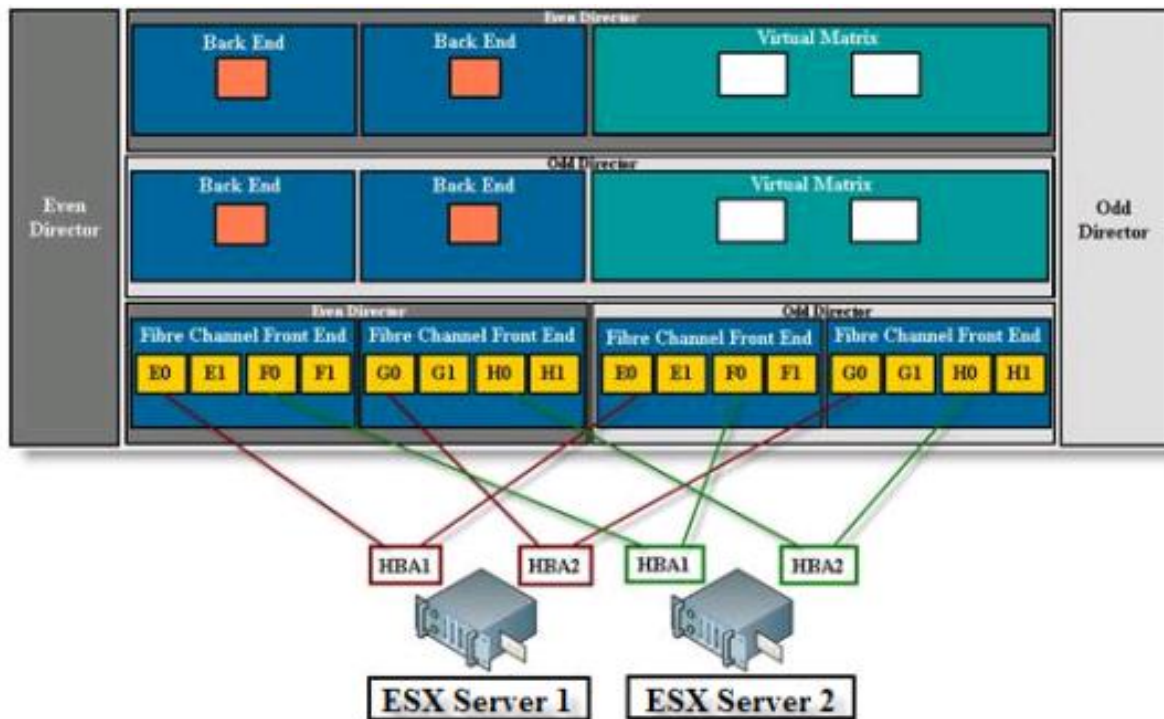 Even Director
Back End
Back End
Virtual Matrix
Odd Director
Back End
Back End
Virtual Matrix
Even
Director
Odd
Director
Even Director
Odd Director
Fibre Channel Front End
Fibre Channel Front End
Fibre Channel Front End
Fibre Channel Front End
E0 E1 F0 F1 G0 G1 H0 H1 E0 E1 F0 F1 G0 G1 H0 H1
HBA1 HBA2 HBA1 HBA2
ESX Server 1 ESX Server 2